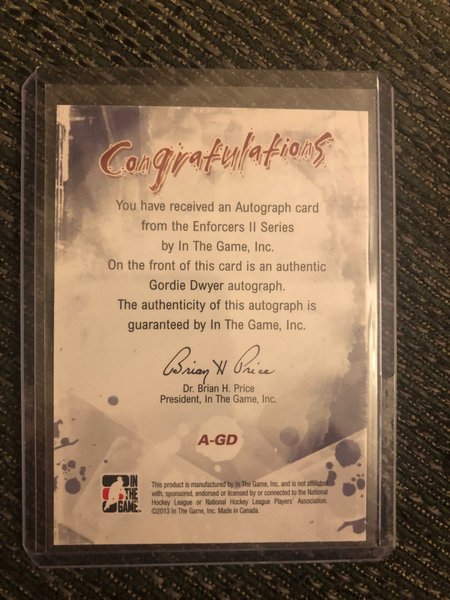 Congratulations
You have received an Autograph card
from the Enforcers II Series
by In The Game, Inc.
On the front of this card is an authentic
Gordie Dwyer autograph.
The authenticity of this autograph is
guaranteed by In The Game, Inc.
Brian H Price
Dr. Brian H. Price
President, In The Game, Inc.
A-GD
IN
THE
GAME.
This product is manufactured by In The Game, Inc. and is not affiliated
with, sponsored, endorsed or licensed by or connected to the National
Hockey League or National Hockey League Players' Association.
©2013 In The Game, Inc. Made in Canada.